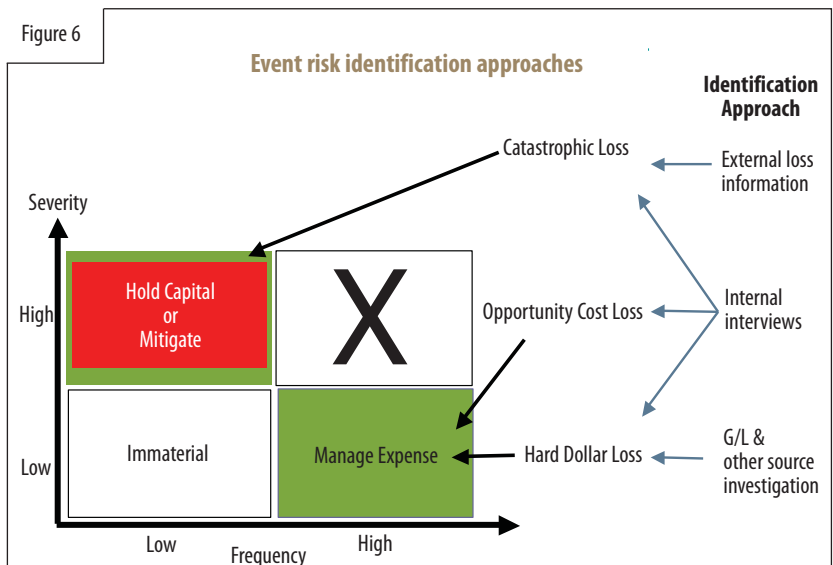 Figure 6
Event risk identification approaches
Identification
Approach
Catastrophic Loss
External loss
information
Severity
High
Hold Capital
or
Mitigate
X
Opportunity Cost Loss
Internal
interviews
Low
Immaterial
Manage Expense
Hard Dollar Loss
G/L &
other source
investigation
Low
High
Frequency